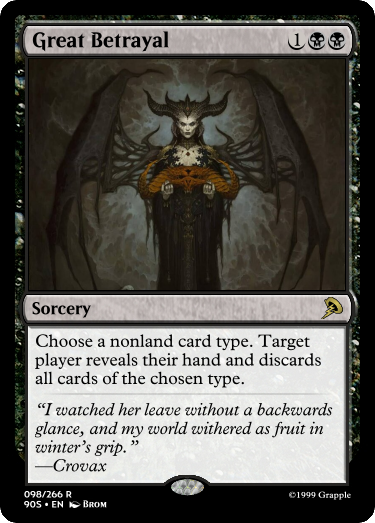 Great Betrayal 1
Sorcery
Choose a nonland card type. Target
player reveals their hand and discards
all cards of the chosen type.
“I watched her leave without a backwards
glance, and my world withered as fruit in
winter’s grip.”
—Crovax
098/266 R
90S • EN Brom
©1999 Grapple